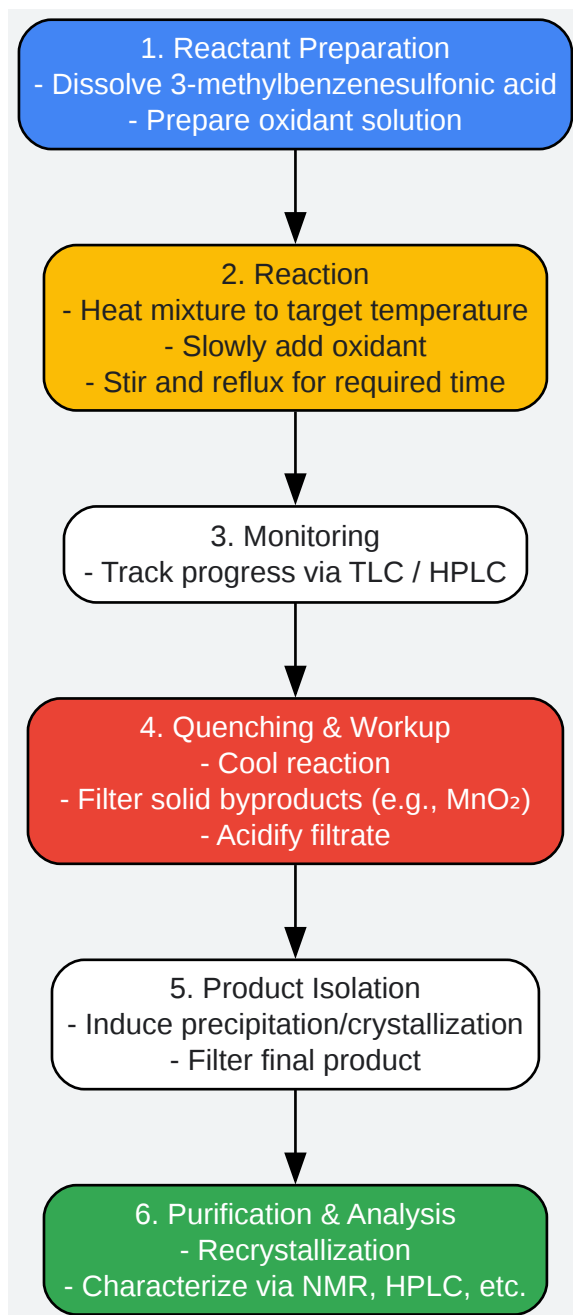 1. Reactant Preparation
- Dissolve 3-methylbenzenesulfonic acid
- Prepare oxidant solution
2. Reaction
- Heat mixture to target temperature
- Slowly add oxidant
- Stir and reflux for required time
3. Monitoring
- Track progress via TLC / HPLC
4. Quenching & Workup
- Cool reaction
- Filter solid byproducts (e.g., MnO₂)
- Acidify filtrate
5. Product Isolation
- Induce precipitation/crystallization
- Filter final product
6. Purification & Analysis
- Recrystallization
- Characterize via NMR, HPLC, etc.